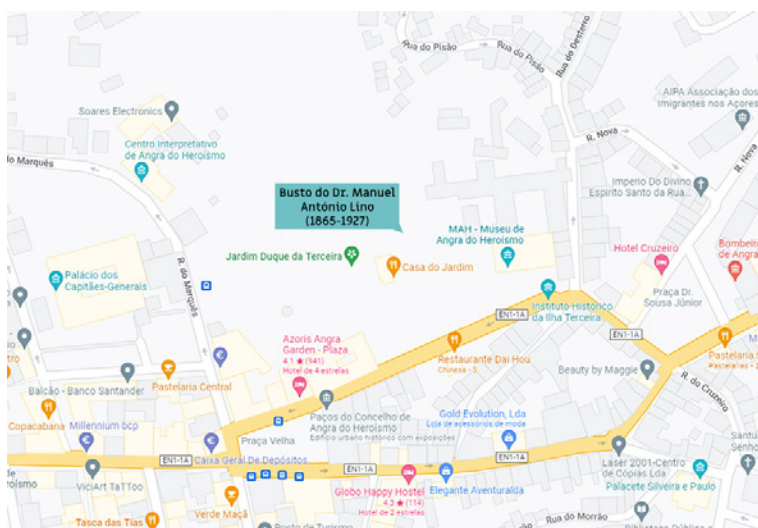 Rua do Pisão
Rua do Pisão
Rua do Desterro
AIPA Associação dos
Imigrantes nos Açores
Soares Electronics
R. Nova
R. Nova
Centro Interpretativo
de Angra do Heroísmo
do Marquês
Imperio Do Divino
Espirito Santo da Rua...
Busto do Dr. Manuel
António Lino
(1865-1927)
MAH - Museu de
Angra do Heroísmo
Jardim Duque da Terceira
Casa do Jardim
Hotel Cruzeiro
Bombeiro
de Angra
Palácio dos
Capitães-Generais
R. do Marquês
Praça Dr.
Sousa Júnior
Instituto Histórico
da Ilha Terceira
EN1-1A
EN1-1A
Azoris Angra
Garden - Plaza
4.1 ★ (941)
Hotel de 4 estrelas
Restaurante Dai Hou
Chinesa - $
Pastelaria
Pastelarias -
Pastelaria Central
Beauty by Maggie
R. do Cruzeiro
Balcão - Banco Santander
Copacabana
Millennium bcp
Paços do Concelho de
Angra do Heroísmo
Edifício urbano histórico com exposições
Gold Evolution, Lda
Loja de acessórios de moda
Praça Velha
Caixa Geral De Depósitos
EN1-1A
EN1-1A
Laser 2001-Centro
de Cópias Lda
ViciArt TaTToo
Globo Happy Hostel
4.3 ★ (114)
Hotel de 2 estrelas
Elegante Aventuralda
Palacete Silveira e Paulo
Verde Maçã
Tasca das Tias
Posto de Turismo
Rua do Morrão
Biblioteca Pública